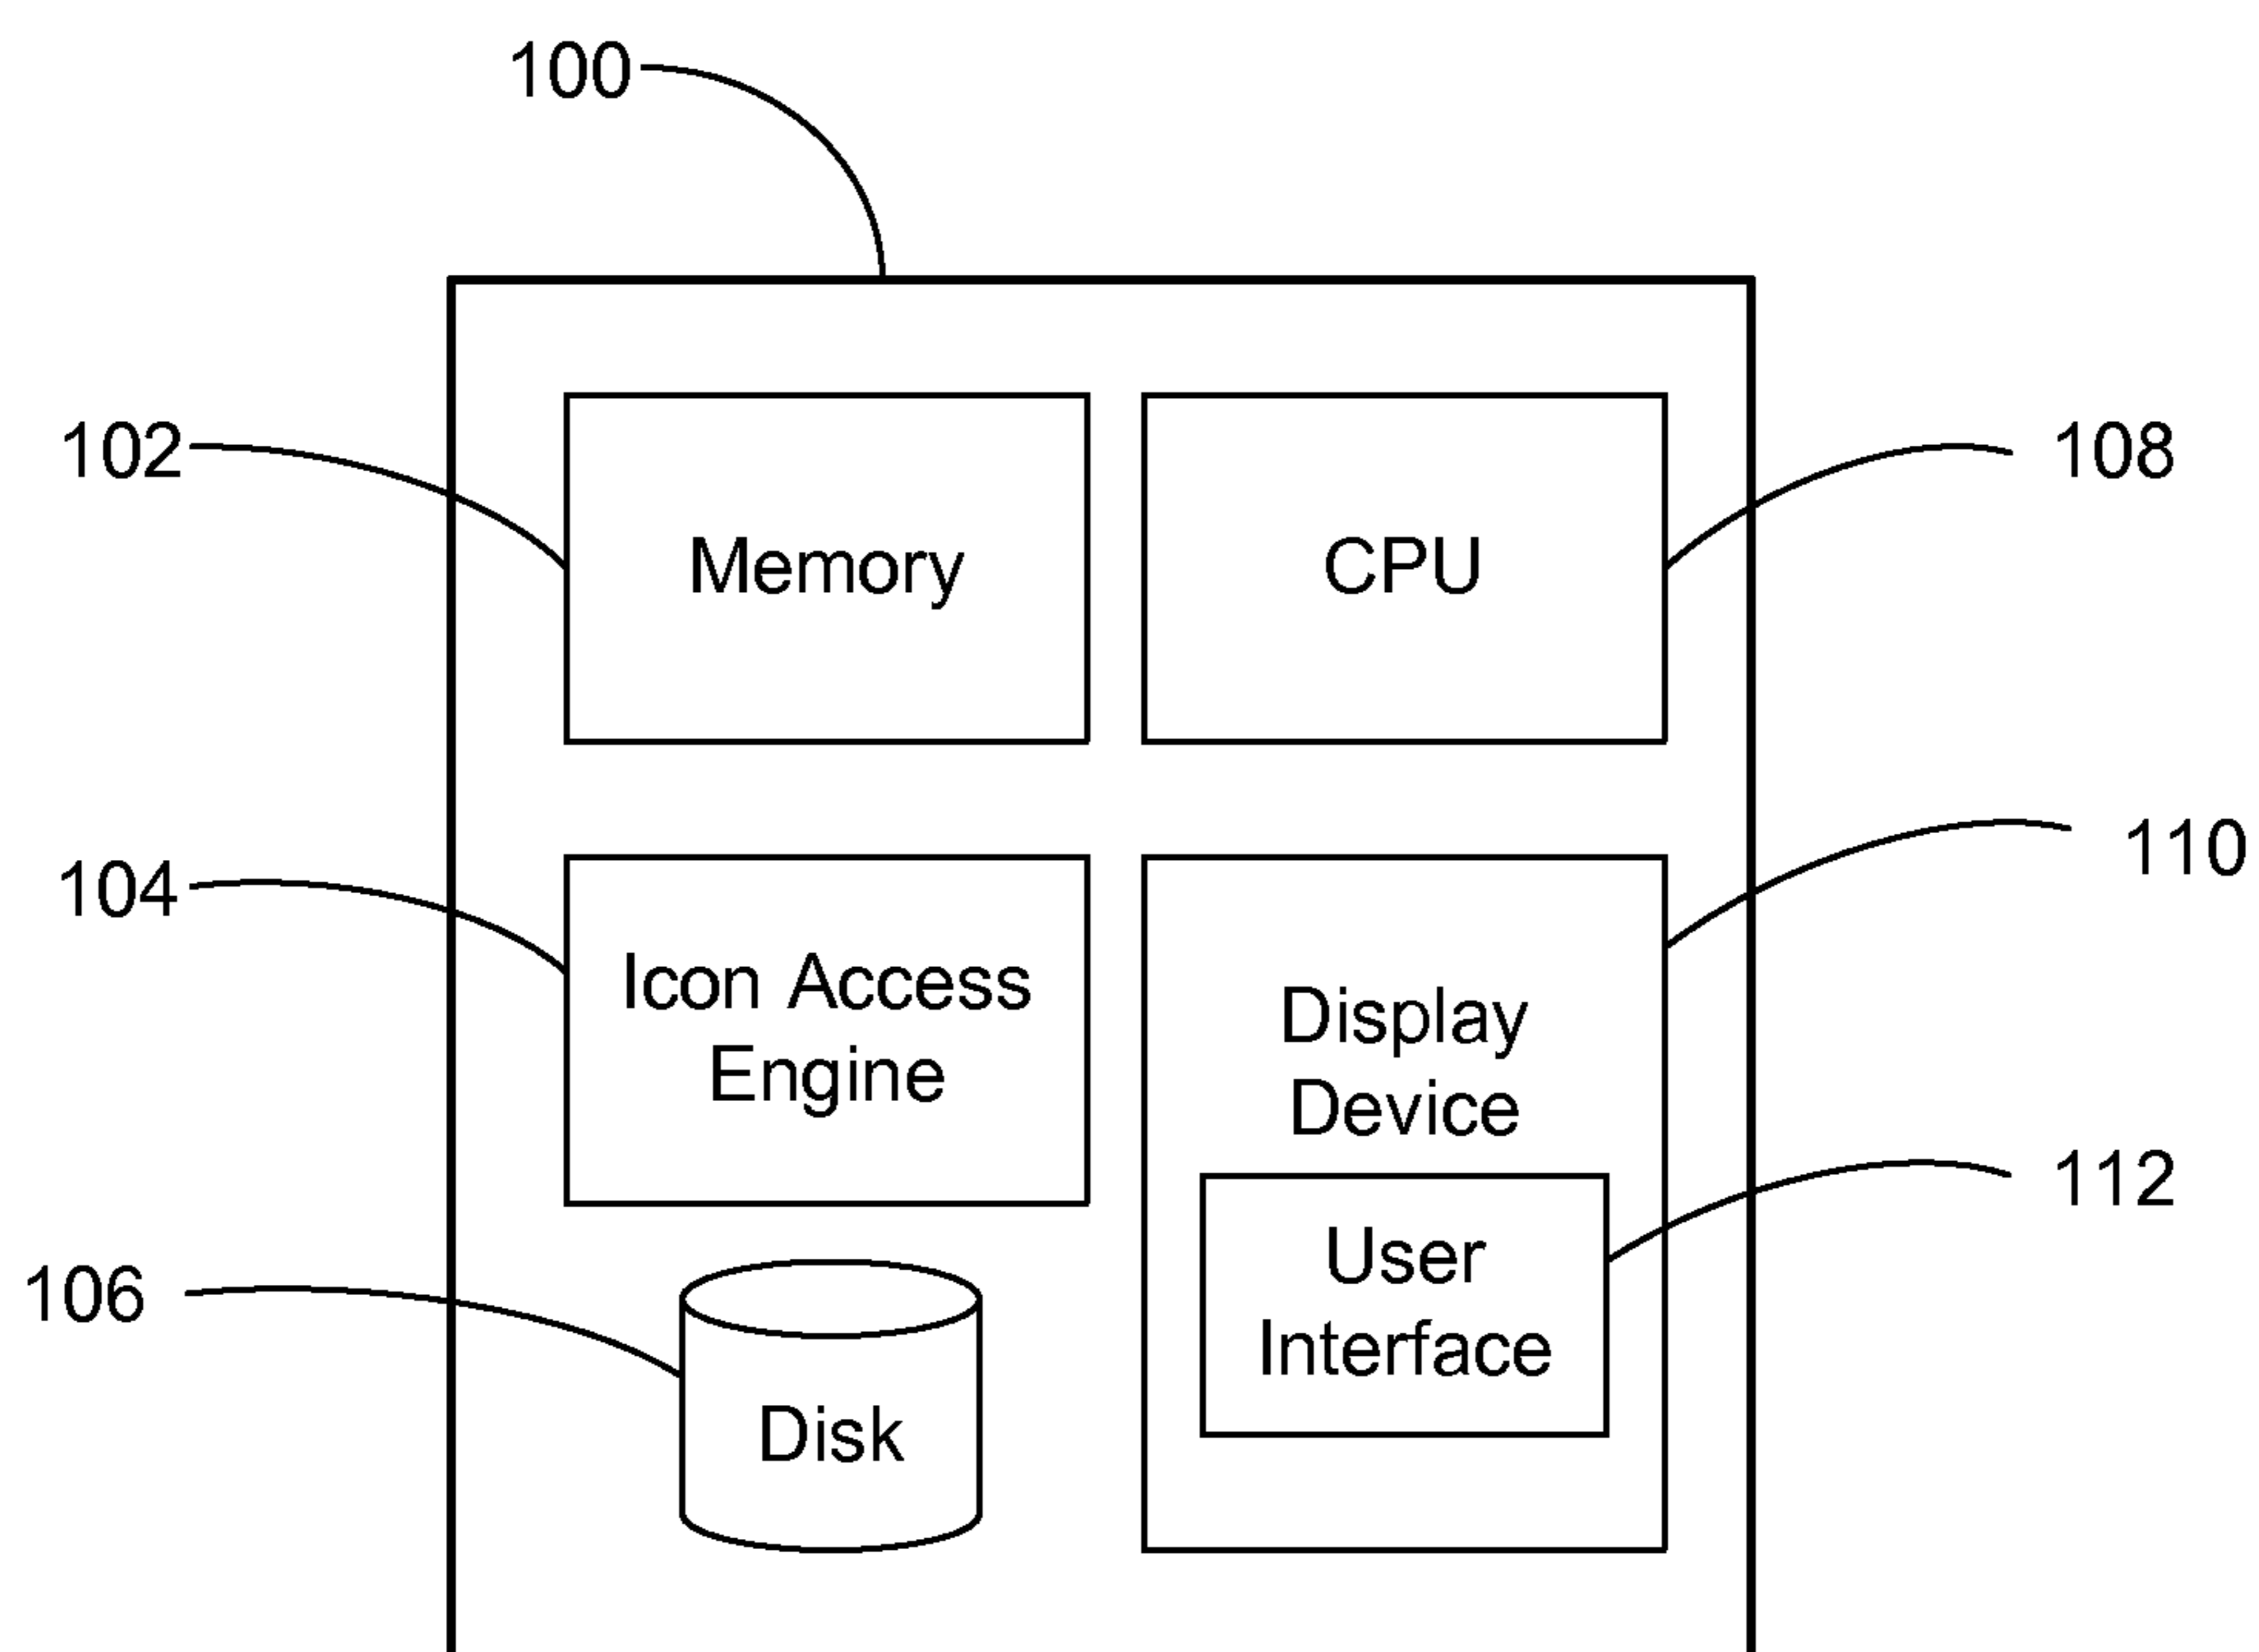 100
102
Memory
CPU
108
104
Icon Access
Engine
110
Display
Device
106
Disk
112
User
Interface